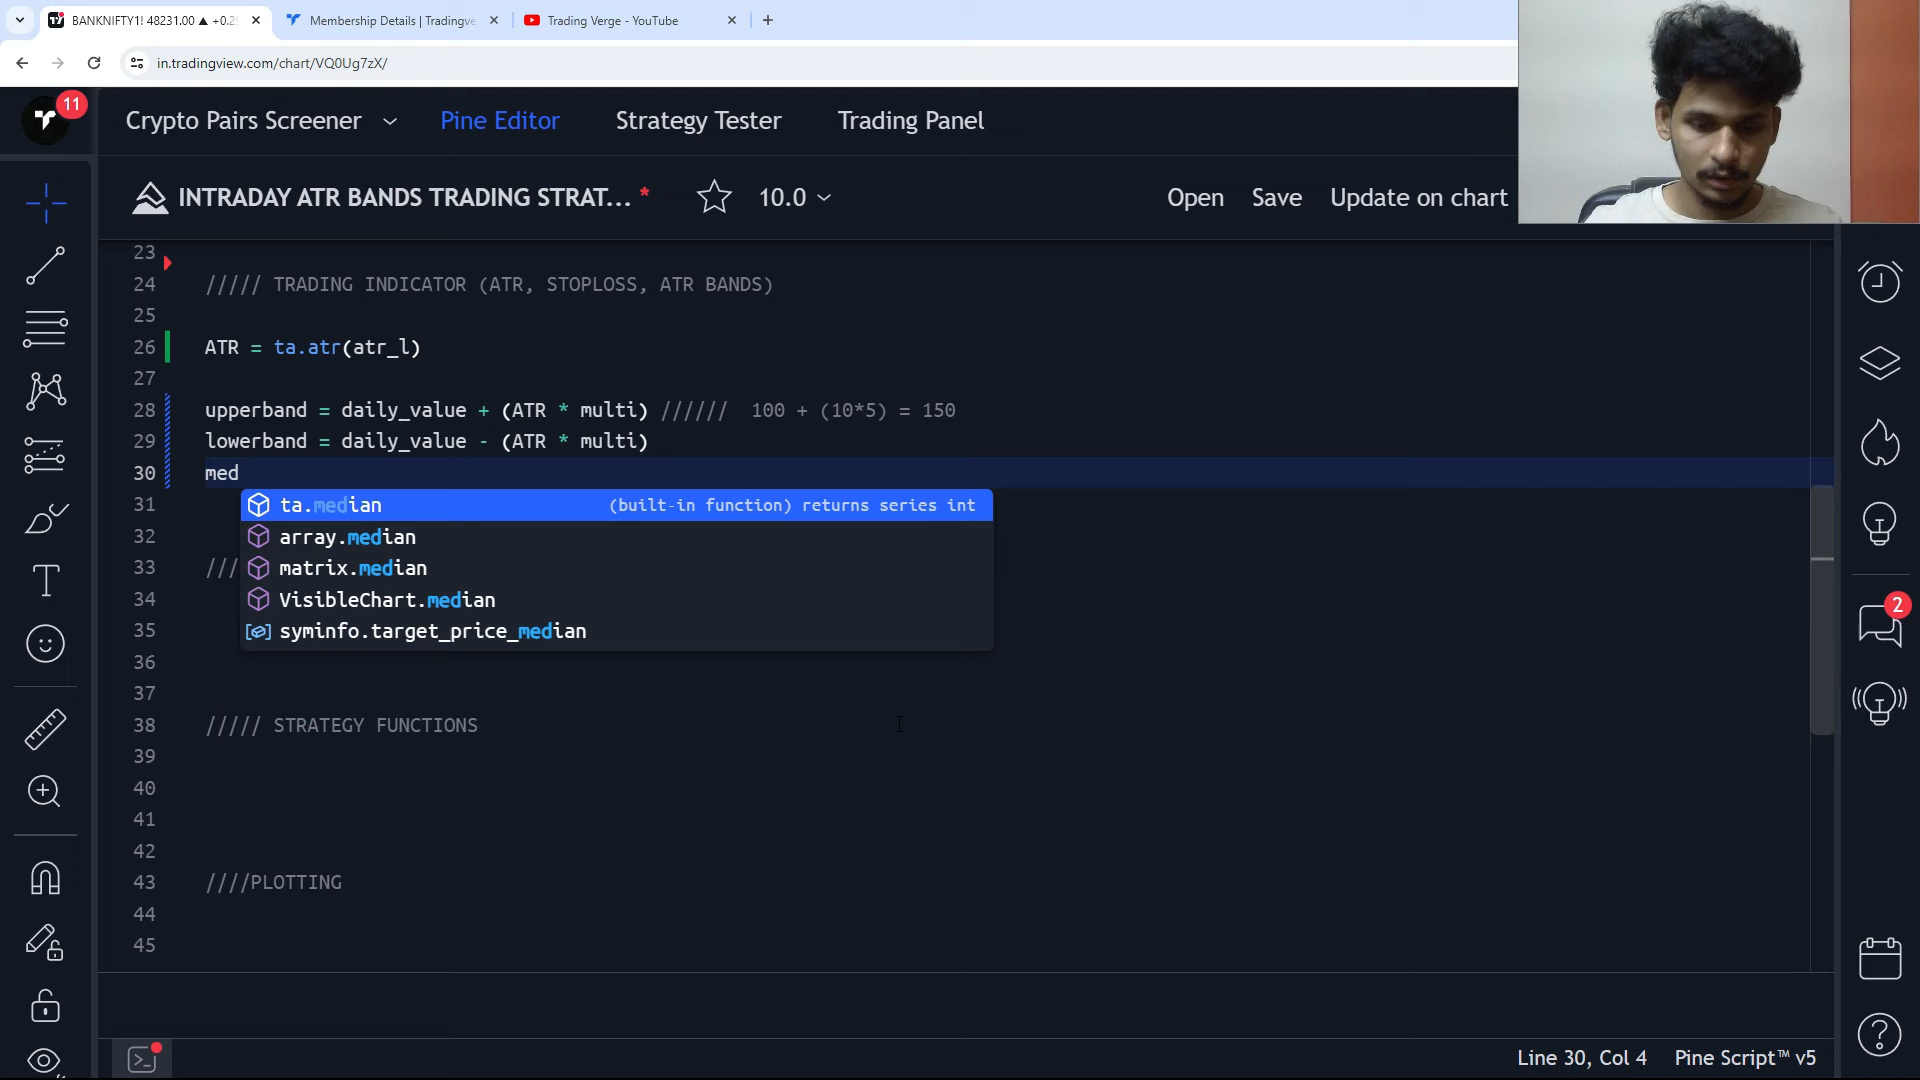 BANKNIFTY1! 48231.00 ▲ +0.29
Membership Details | Tradingve
Trading Verge - YouTube
in.tradingview.com/chart/VQ0Ug7zX/
11
Crypto Pairs Screener
Pine Editor
Strategy Tester
Trading Panel
INTRADAY ATR BANDS TRADING STRAT... *
10.0
Open
Save
Update on chart
23
24 ///// TRADING INDICATOR (ATR, STOPLOSS, ATR BANDS)
25
26 ATR = ta.atr(atr_l)
27
28 upperband = daily_value + (ATR * multi) ////// 100 + (10*5) = 150
29 lowerband = daily_value - (ATR * multi)
30 med
ta.median (built-in function) returns series int
31
array.median
32
matrix.median
33 ///
VisibleChart.median
34
syminfo.target_price_median
35
36
37
38 ///// STRATEGY FUNCTIONS
39
40
41
42
43 ////PLOTTING
44
45
2
Line 30, Col 4
Pine Script™ v5